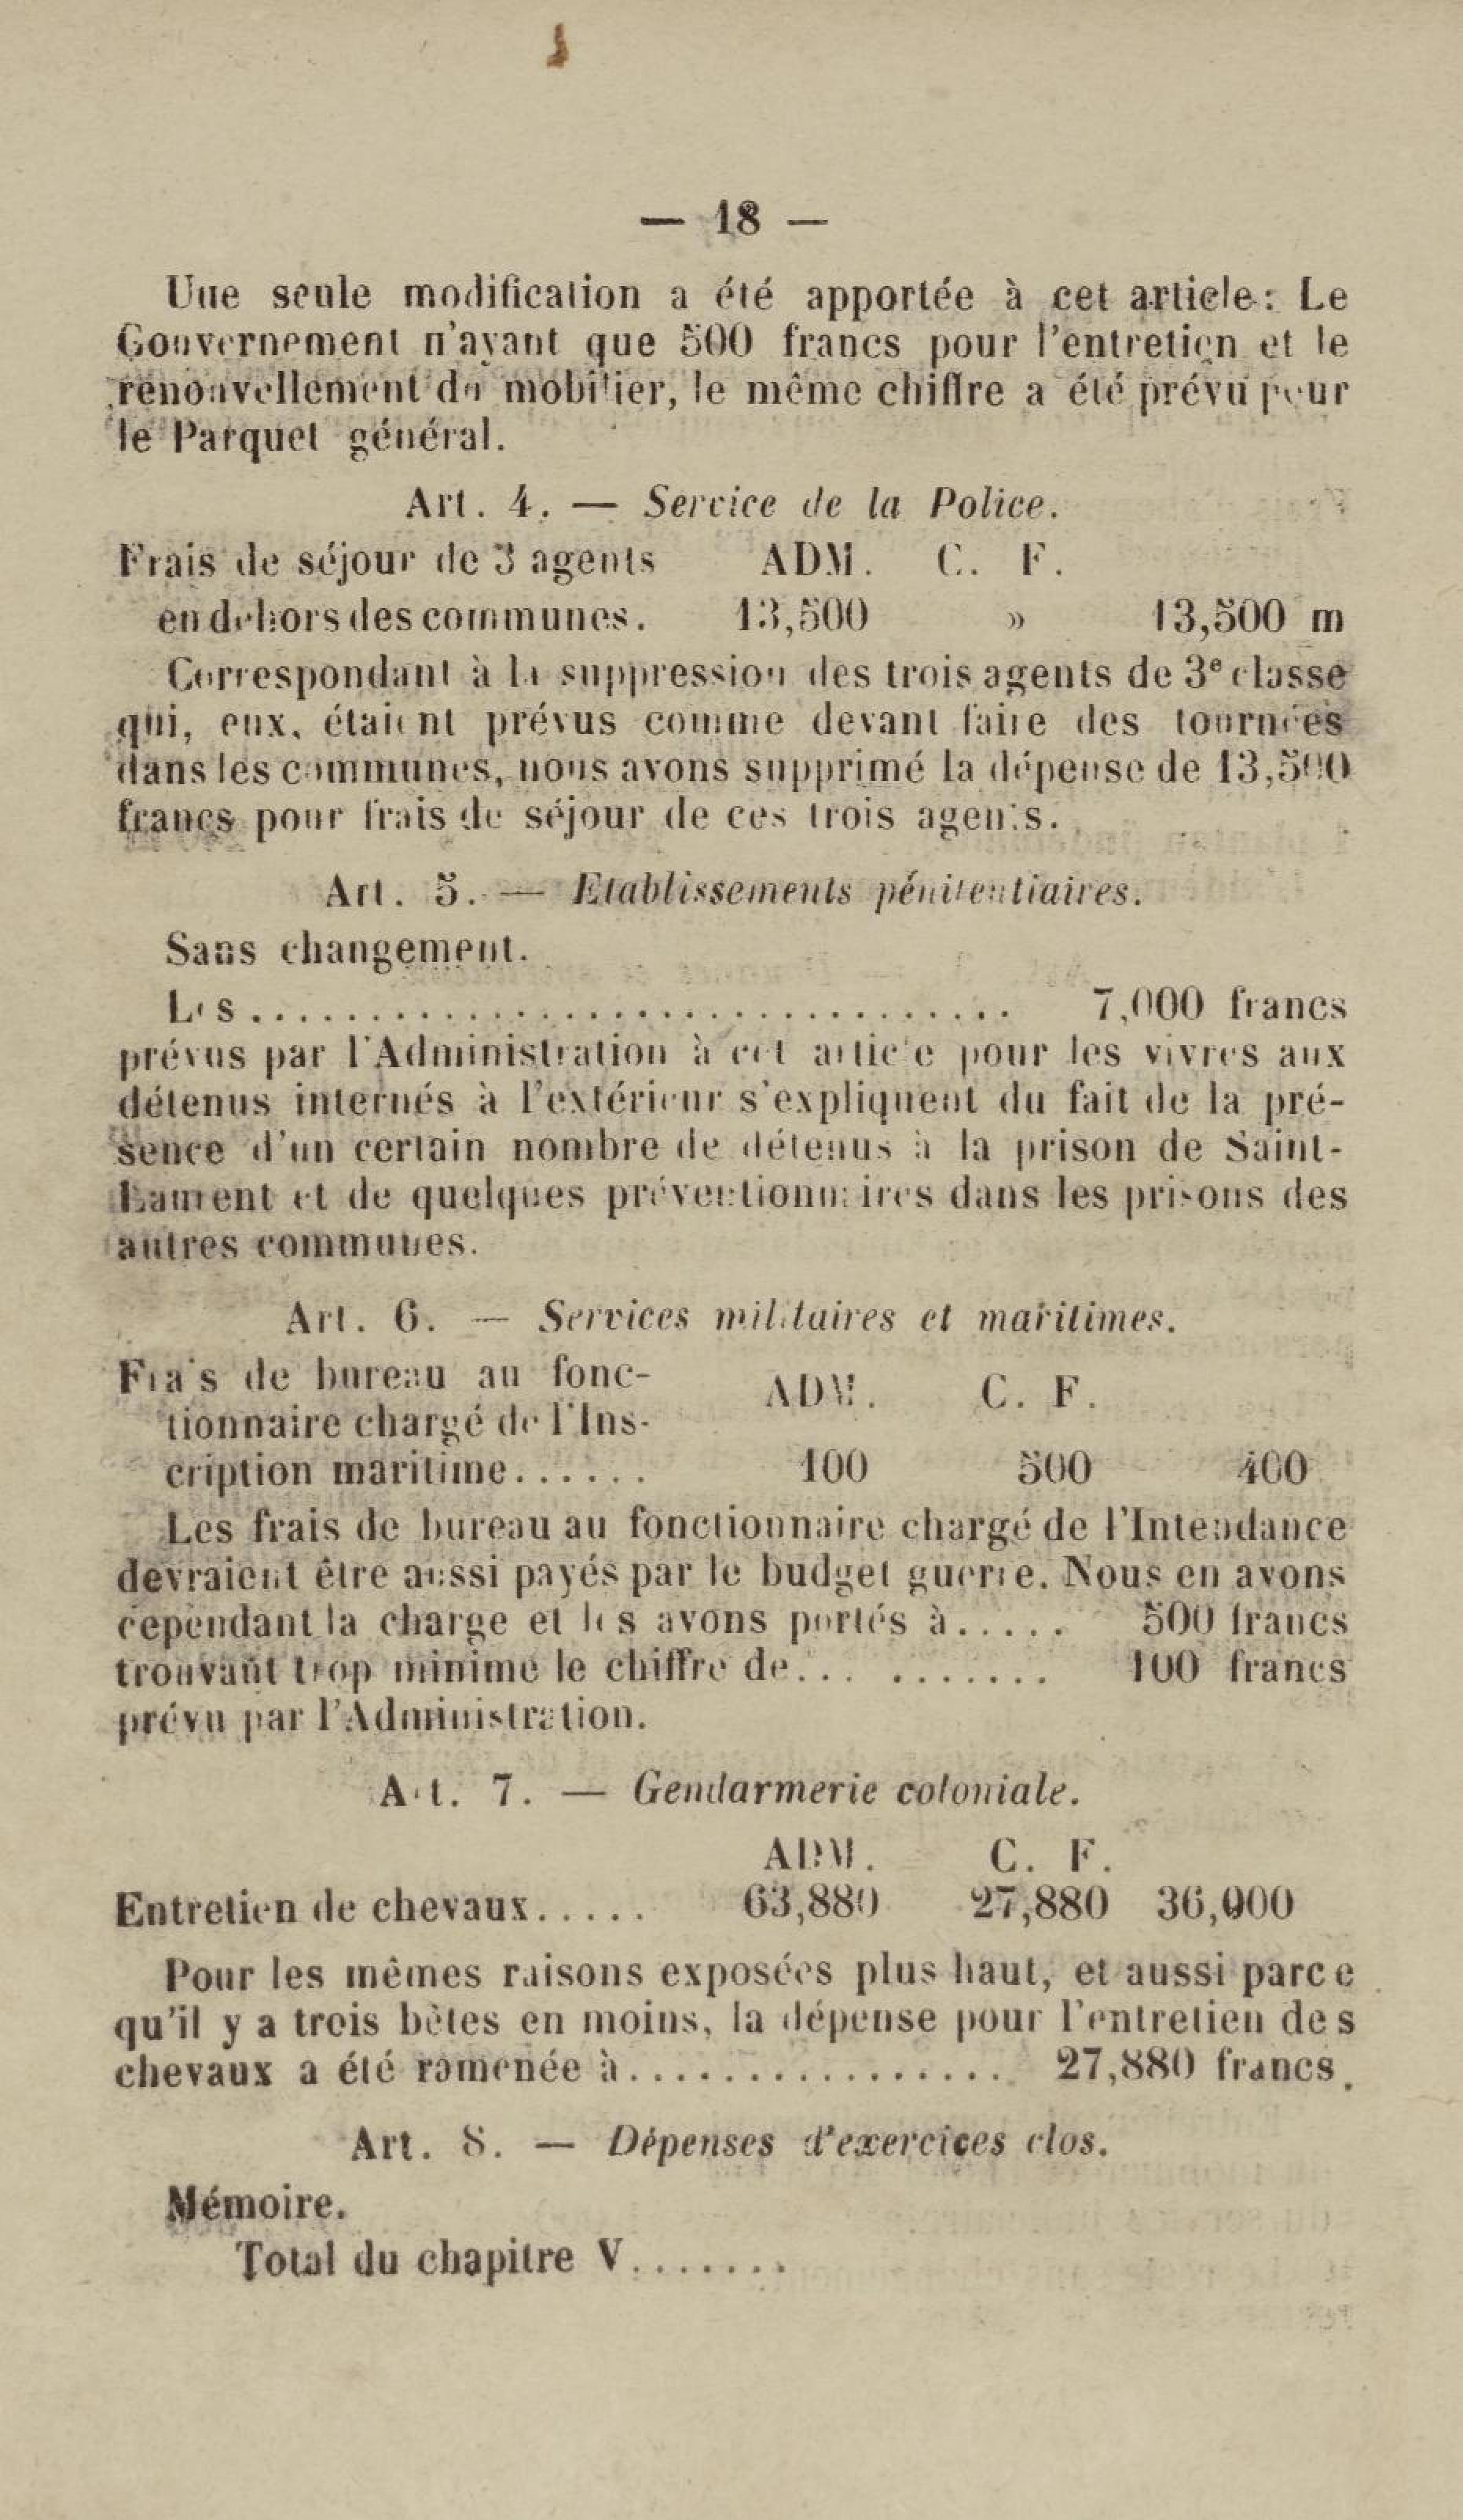 — 18 —
Une seule modification a été apportée à cet article: Le
Gouvernement n'ayant que 500 francs pour l'entretien et le
renouvellement du mobilier, le même chiffre a été prévu pour
le Parquet général.
Art. 4. — Service de la Police.
Frais de séjour de 3 agents ADM. C. F.
en dehors des communes. 13,500 » 13,500 m
Correspondant à la suppression des trois agents de 3e classe
qui, eux, étaient prévus comme devant faire des tournées
dans les communes, nous avons supprimé la dépense de 13,500
francs pour frais de séjour de ces trois agents.
Art. 5. — Etablissements pénitentiaires.
Sans changement.
Les................................ 7,000 francs
prévus par l'Administration à cet article pour les vivres aux
détenus internés à l'extérieur s'expliquent du fait de la pré-
sence d'un certain nombre de détenus à la prison de Saint-
Laurent et de quelques préventionnaires dans les prisons des
autres communes.
Art. 6. — Services militaires et maritimes.
Frais de bureau au fonc- ADM. C. F.
tionnaire chargé de l'Ins-
cription maritime...... 100 500 400
Les frais de bureau au fonctionnaire chargé de l'Intendance
devraient être aussi payés par le budget guerre. Nous en avons
cependant la charge et les avons portés à..... 500 francs
trouvant trop minime le chiffre de... ....... 100 francs
prévu par l'Administration.
Art. 7. — Gendarmerie coloniale.
ADM. C. F.
Entretien de chevaux..... 63,880 27,880 36,000
Pour les mêmes raisons exposées plus haut, et aussi parce
qu'il y a trois bêtes en moins, la dépense pour l'entretien des
chevaux a été ramenée à................ 27,880 francs.
Art. 8. — Dépenses d'exercices clos.
Mémoire.
Total du chapitre V.......